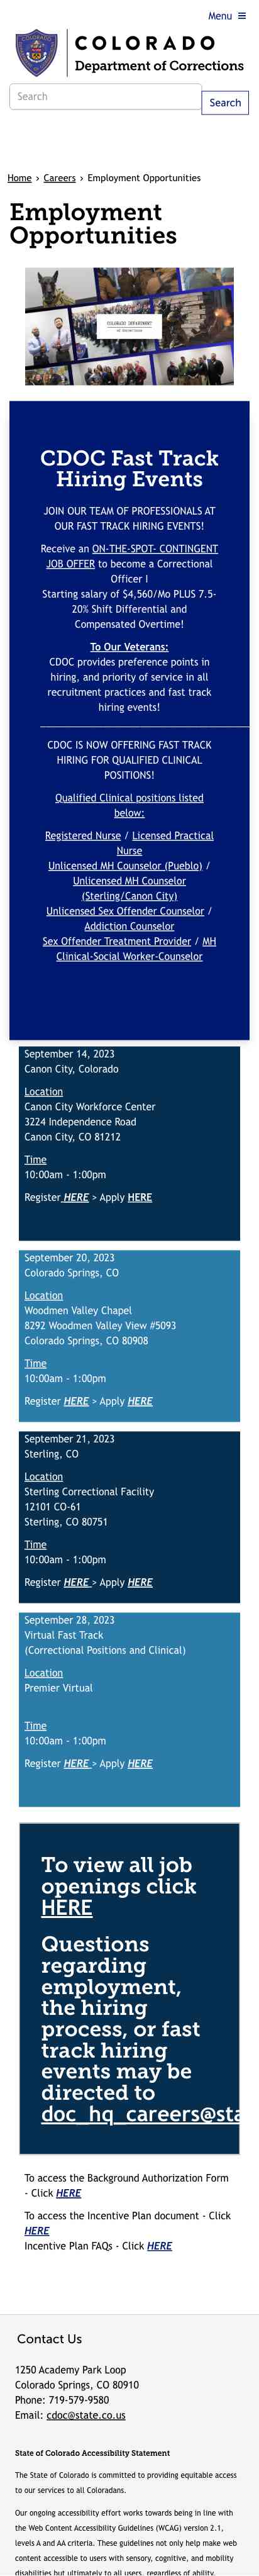 Menu ≡
COLORADO
Department of Corrections
Search
Search
Home > Careers > Employment Opportunities
Employment
Opportunities
CDOC Fast Track
Hiring Events
JOIN OUR TEAM OF PROFESSIONALS AT
OUR FAST TRACK HIRING EVENTS!
Receive an ON-THE-SPOT- CONTINGENT
JOB OFFER to become a Correctional
Officer I
Starting salary of $4,560/Mo PLUS 7.5-
20% Shift Differential and
Compensated Overtime!
To Our Veterans:
CDOC provides preference points in
hiring, and priority of service in all
recruitment practices and fast track
hiring events!
CDOC IS NOW OFFERING FAST TRACK
HIRING FOR QUALIFIED CLINICAL
POSITIONS!
Qualified Clinical positions listed
below:
Registered Nurse / Licensed Practical
Nurse
Unlicensed MH Counselor (Pueblo) /
Unlicensed MH Counselor
(Sterling/Canon City)
Unlicensed Sex Offender Counselor /
Addiction Counselor
Sex Offender Treatment Provider / MH
Clinical-Social Worker-Counselor
September 14, 2023
Canon City, Colorado
Location
Canon City Workforce Center
3224 Independence Road
Canon City, CO 81212
Time
10:00am - 1:00pm
Register HERE > Apply HERE
September 20, 2023
Colorado Springs, CO
Location
Woodmen Valley Chapel
8292 Woodmen Valley View #5093
Colorado Springs, CO 80908
Time
10:00am - 1:00pm
Register HERE > Apply HERE
September 21, 2023
Sterling, CO
Location
Sterling Correctional Facility
12101 CO-61
Sterling, CO 80751
Time
10:00am - 1:00pm
Register HERE > Apply HERE
September 28, 2023
Virtual Fast Track
(Correctional Positions and Clinical)
Location
Premier Virtual
Time
10:00am - 1:00pm
Register HERE > Apply HERE
To view all job
openings click
HERE
Questions
regarding
employment,
the hiring
process, or fast
track hiring
events may be
directed to
doc_hq_careers@sta
To access the Background Authorization Form
- Click HERE
To access the Incentive Plan document - Click
HERE
Incentive Plan FAQs - Click HERE
Contact Us
1250 Academy Park Loop
Colorado Springs, CO 80910
Phone: 719-579-9580
Email: cdoc@state.co.us
State of Colorado Accessibility Statement
The State of Colorado is committed to providing equitable access
to our services to all Coloradans.
Our ongoing accessibility effort works towards being in line with
the Web Content Accessibility Guidelines (WCAG) version 2.1,
levels A and AA criteria. These guidelines not only help make web
content accessible to users with sensory, cognitive, and mobility
disabilities but ultimately to all users, regardless of ability.